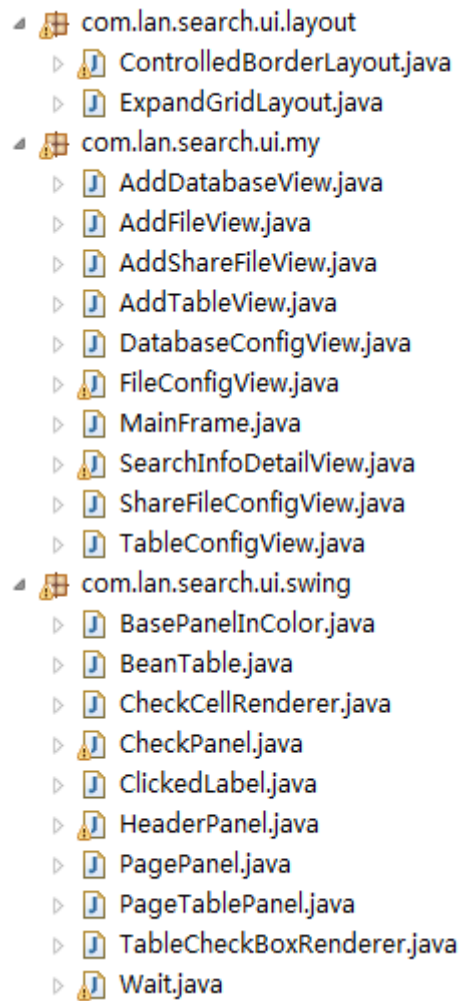 com.lan.search.ui.layout
ControlledBorderLayout.java
ExpandGridLayout.java
com.lan.search.ui.my
AddDatabaseView.java
AddFileView.java
AddShareFileView.java
AddTableView.java
DatabaseConfigView.java
FileConfigView.java
MainFrame.java
SearchInfoDetailView.java
ShareFileConfigView.java
TableConfigView.java
com.lan.search.ui.swing
BasePanelInColor.java
BeanTable.java
CheckCellRenderer.java
CheckPanel.java
ClickedLabel.java
HeaderPanel.java
PagePanel.java
PageTablePanel.java
TableCheckBoxRenderer.java
Wait.java